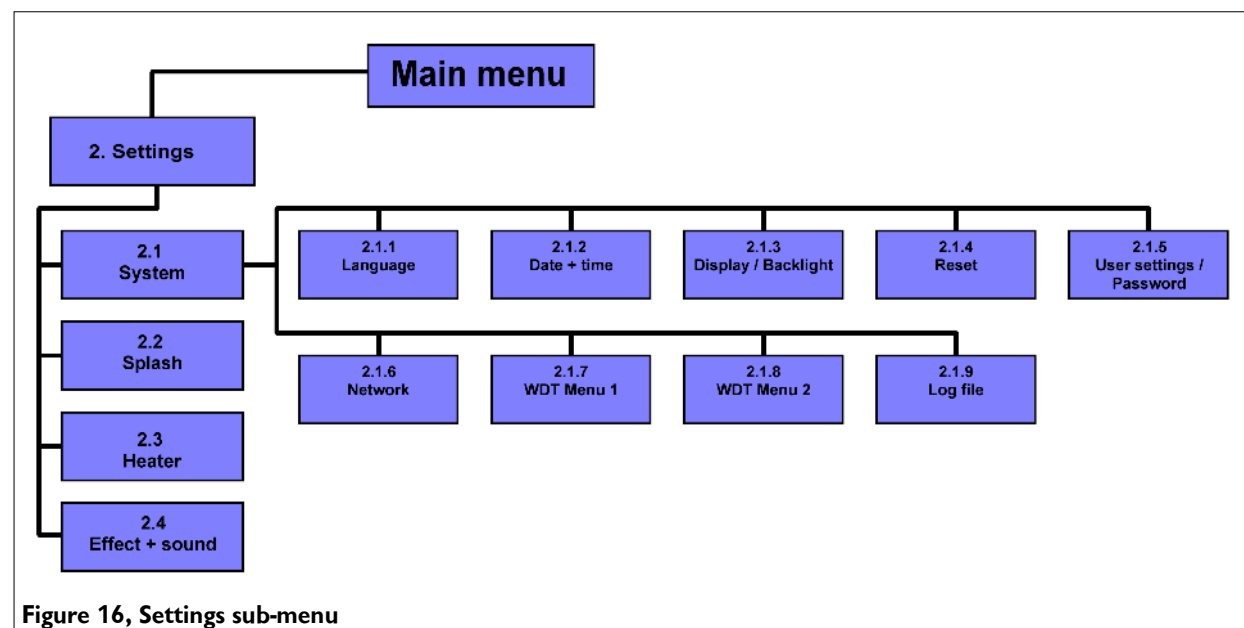 Main menu
2. Settings
2.1
System
2.1.1
Language
2.1.2
Date + time
2.1.3
Display / Backlight
2.1.4
Reset
2.1.5
User settings /
Password
2.2
Splash
2.1.6
Network
2.1.7
WDT Menu 1
2.1.8
WDT Menu 2
2.1.9
Log file
2.3
Heater
2.4
Effect + sound
Figure 16, Settings sub-menu